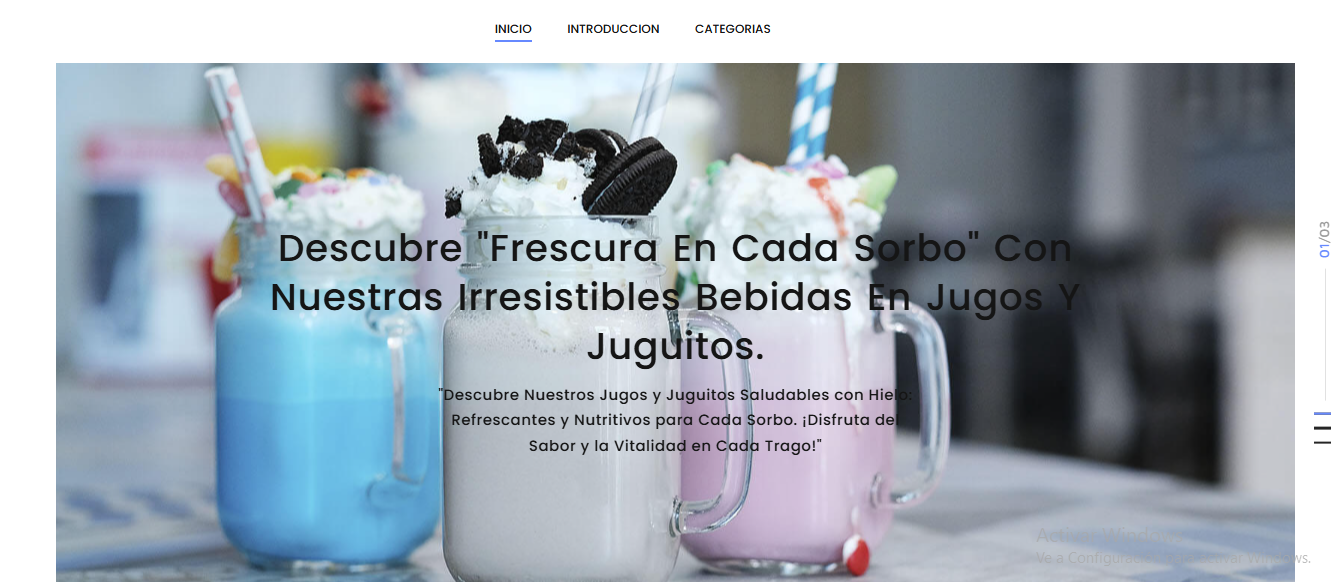 INICIO INTRODUCCION CATEGORIAS
Descubre "Frescura En Cada Sorbo" Con
Nuestras Irresistibles Bebidas En Jugos Y
Juguitos.
"Descubre Nuestros Jugos y Juguitos Saludables con Hielo:
Refrescantes y Nutritivos para Cada Sorbo. ¡Disfruta del
Sabor y la Vitalidad en Cada Trago!"
01/03
Activar Windows
Ve a Configuración para activar Windows.